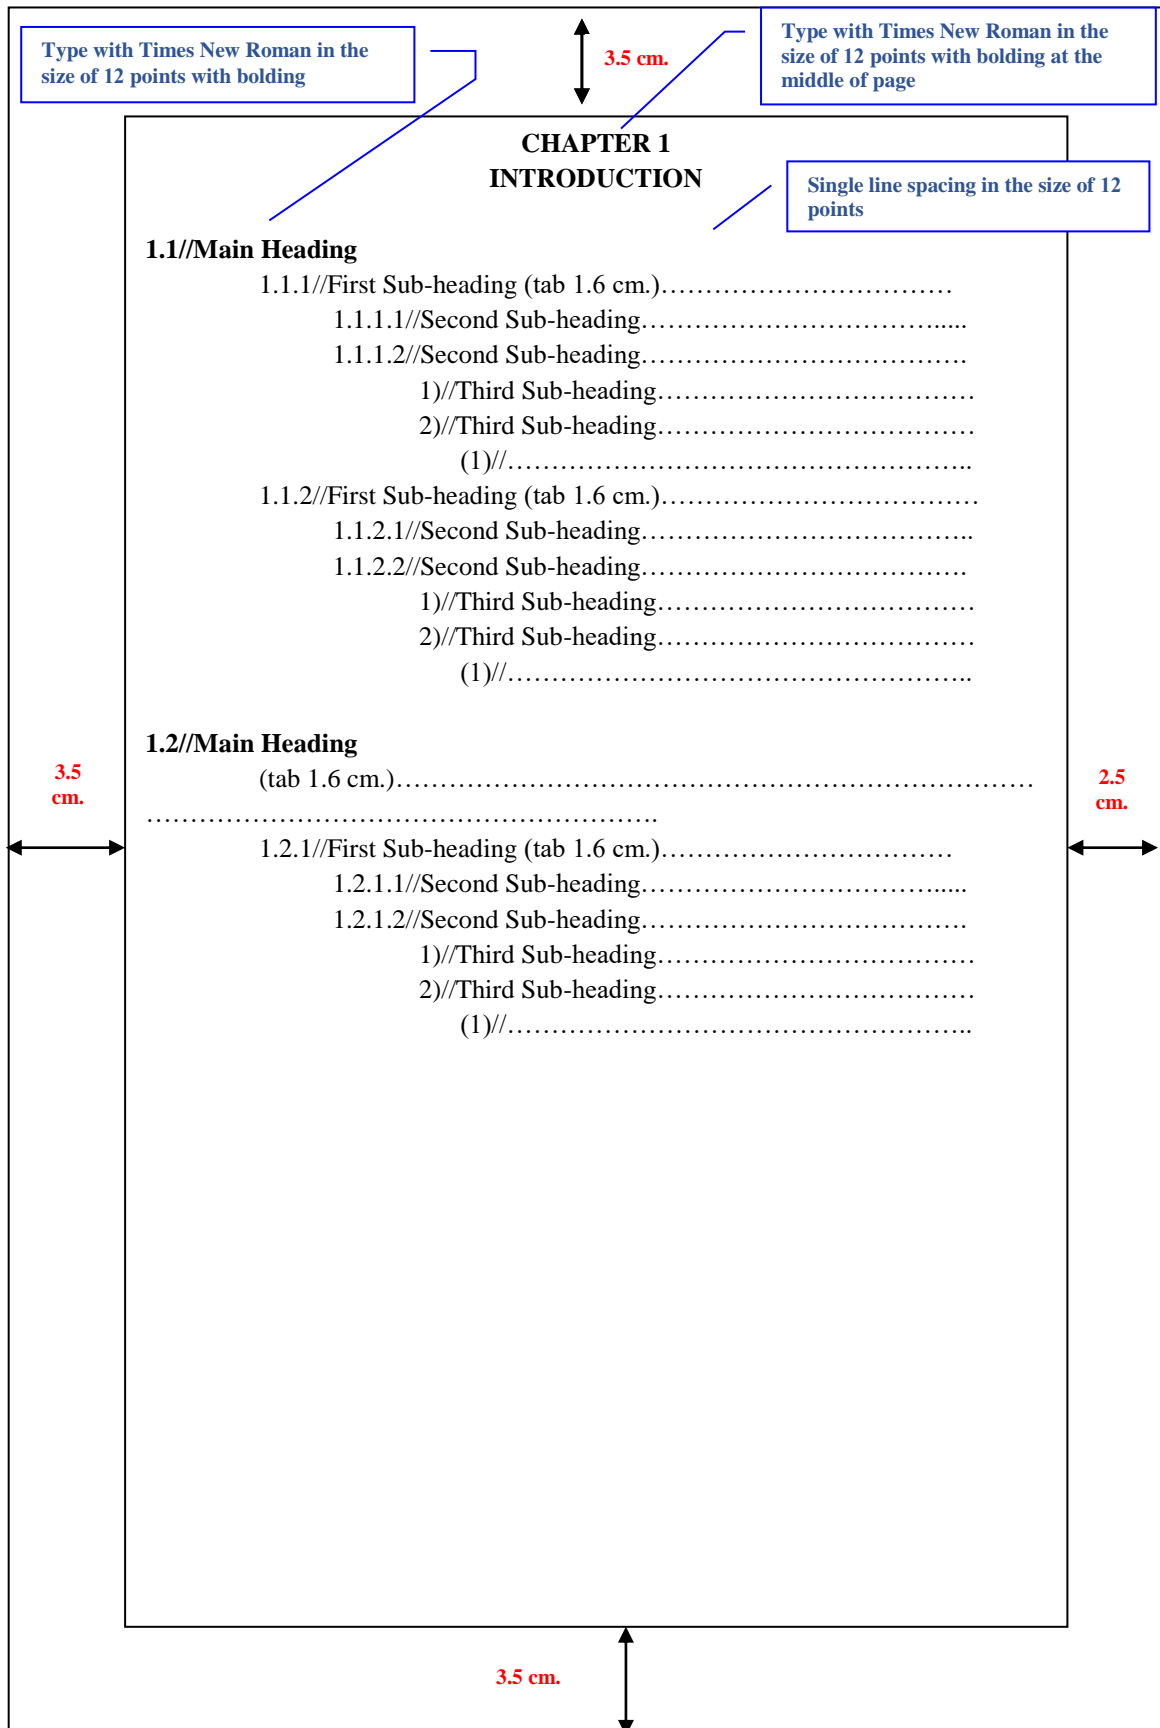 Type with Times New Roman in the
size of 12 points with bolding
3.5 cm.
Type with Times New Roman in the
size of 12 points with bolding at the
middle of page
CHAPTER 1
INTRODUCTION
Single line spacing in the size of 12
points
1.1//Main Heading
1.1.1//First Sub-heading (tab 1.6 cm.)……………………………
1.1.1.1//Second Sub-heading…………………………….....
1.1.1.2//Second Sub-heading……………………………….
1)//Third Sub-heading………………………………
2)//Third Sub-heading………………………………
(1)//……………………………………………..
1.1.2//First Sub-heading (tab 1.6 cm.)………………………………
1.1.2.1//Second Sub-heading………………………………..
1.1.2.2//Second Sub-heading……………………………….
1)//Third Sub-heading………………………………
2)//Third Sub-heading………………………………
(1)//……………………………………………..
1.2//Main Heading
(tab 1.6 cm.)………………………………………………………………
………………………………………………….
1.2.1//First Sub-heading (tab 1.6 cm.)……………………………
1.2.1.1//Second Sub-heading…………………………….....
1.2.1.2//Second Sub-heading……………………………….
1)//Third Sub-heading………………………………
2)//Third Sub-heading………………………………
(1)//……………………………………………..
3.5
cm.
2.5
cm.
3.5 cm.